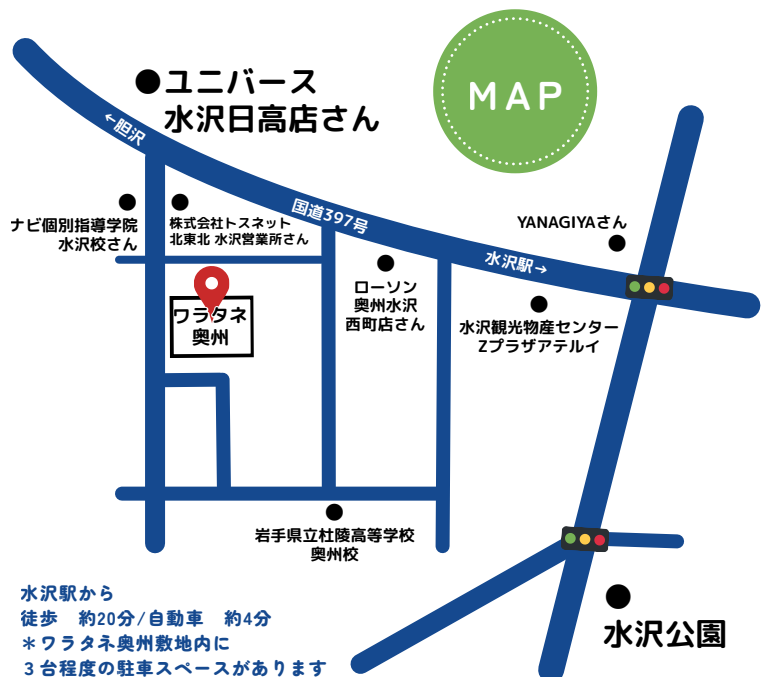 MAP
ユニバース
水沢日高店さん
←胆沢
国道397号
水沢駅→
ナビ個別指導学院
水沢校さん
株式会社トスネット
北東北 水沢営業所さん
YANAGIYAさん
ローソン
奥州水沢
西町店さん
水沢観光物産センター
Zプラザアテルイ
ワラタネ
奥州
岩手県立杜陵高等学校
奥州校
水沢公園
水沢駅から
徒歩　約20分/自動車　約4分
＊ワラタネ奥州敷地内に
３台程度の駐車スペースがあります